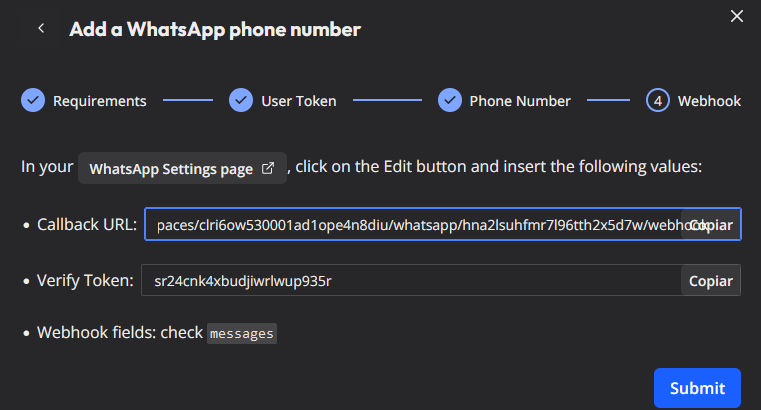 Add a WhatsApp phone number
Requirements User Token Phone Number 4 Webhook
In your WhatsApp Settings page , click on the Edit button and insert the following values:
• Callback URL: paces/clri6ow530001ad1ope4n8diu/whatsapp/hna2lsuhfmr7l96tth2x5d7w/webhook Copiar
• Verify Token: sr24cnk4xbudjiwrlwup935r Copiar
• Webhook fields: check messages
Submit